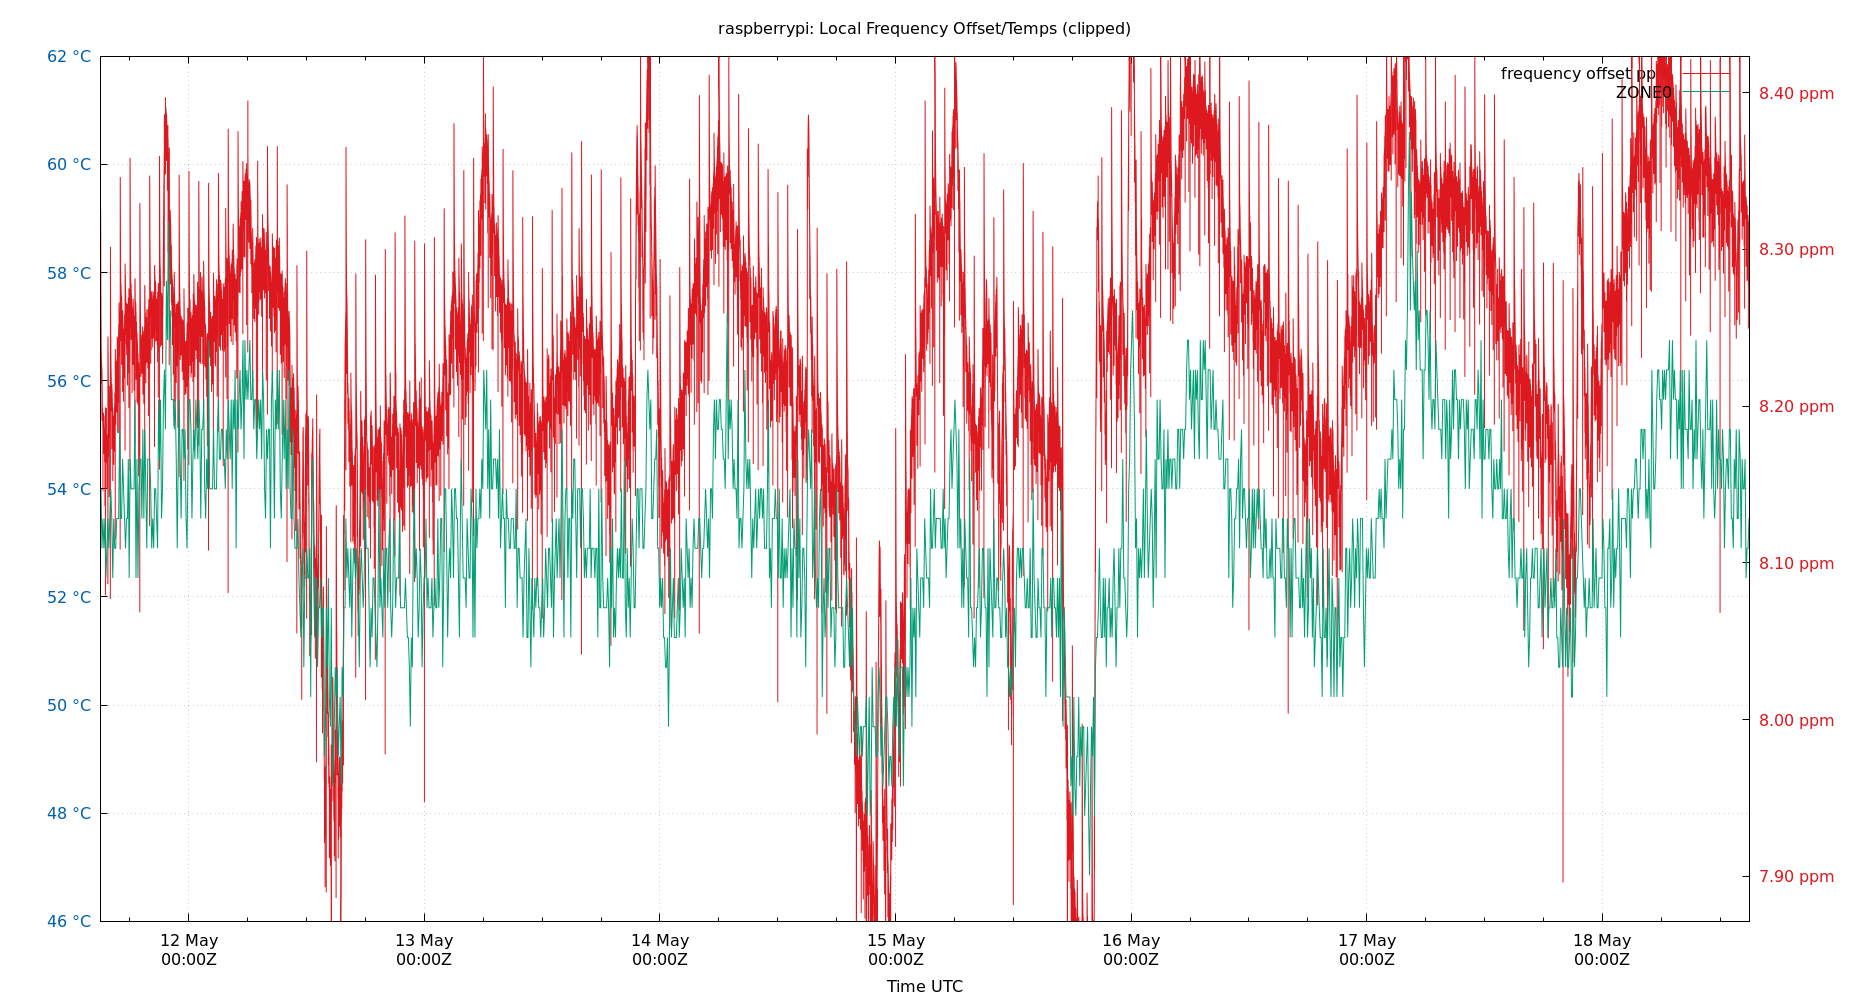 raspberrypi: Local Frequency Offset/Temps (clipped)
62 °C
60 °C
58 °C
56 °C
54 °C
52 °C
50 °C
48 °C
46 °C
frequency offset pp
ZONE0
8.40 ppm
8.30 ppm
8.20 ppm
8.10 ppm
8.00 ppm
7.90 ppm
12 May
00:00Z
13 May
00:00Z
14 May
00:00Z
15 May
00:00Z
16 May
00:00Z
17 May
00:00Z
18 May
00:00Z
Time UTC